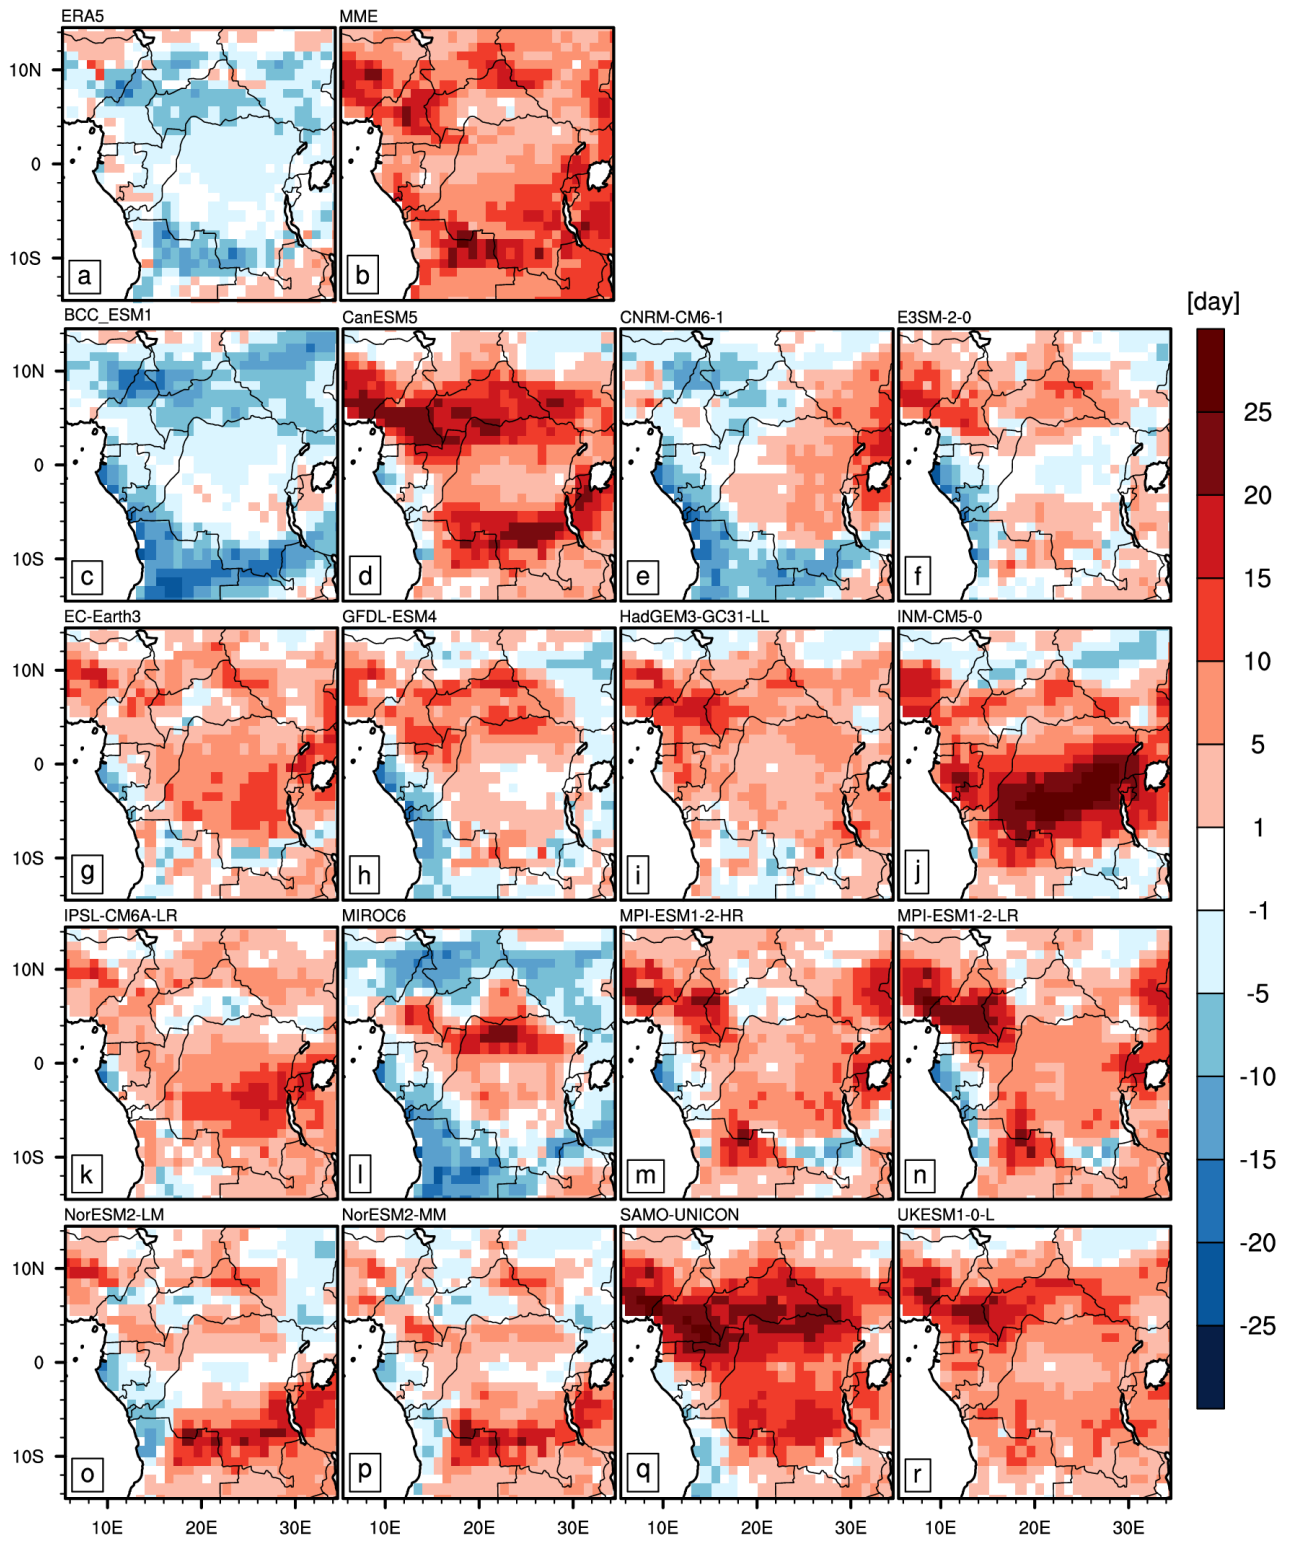 ERA5 MME
10N
0
10S
a b
[day]
BCC_ESM1 CanESM5 CNRM-CM6-1 E3SM-2-0
10N
0
10S
c d e f
EC-Earth3 GFDL-ESM4 HadGEM3-GC31-LL INM-CM5-0
10N
0
10S
g h i j
IPSL-CM6A-LR MIROC6 MPI-ESM1-2-HR MPI-ESM1-2-LR
10N
0
10S
k l m n
NorESM2-LM NorESM2-MM SAMO-UNICON UKESM1-0-L
10N
0
10S
o p q r
10E 20E 30E 10E 20E 30E 10E 20E 30E 10E 20E 30E
25
20
15
10
5
1
-1
-5
-10
-15
-20
-25